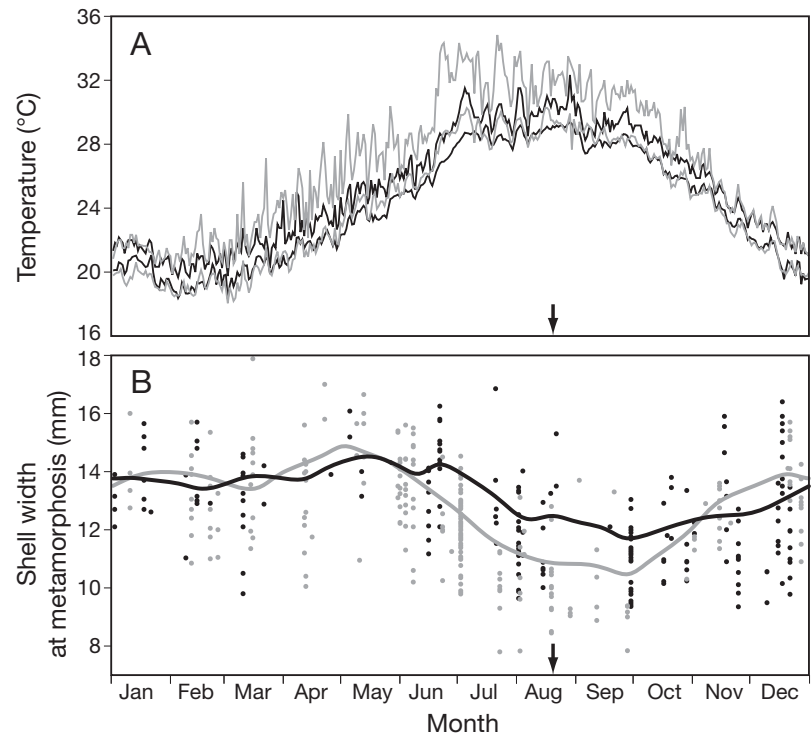 36
32
28
24
20
16
Temperature (°C)
A
18
16
14
12
10
8
Shell width
at metamorphosis (mm)
B
Jan Feb Mar Apr May Jun Jul Aug Sep Oct Nov Dec
Month